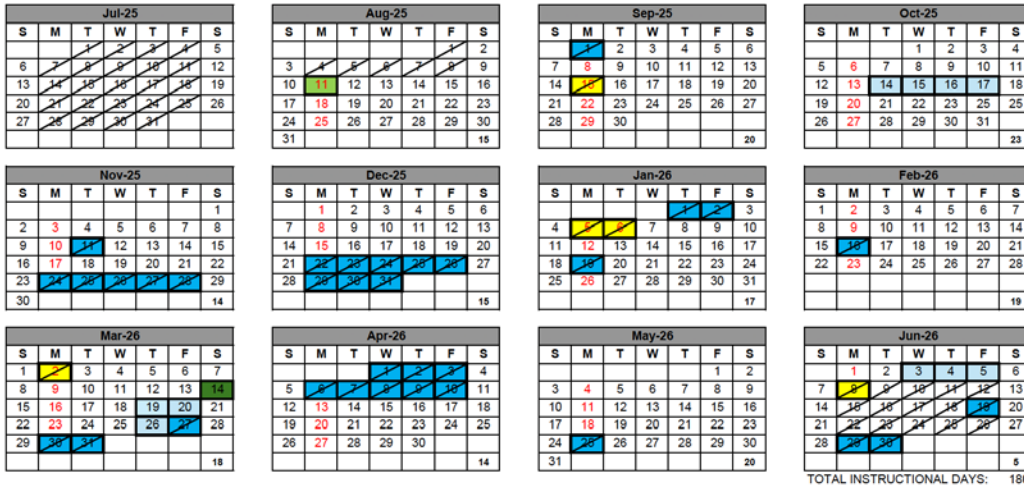 Jul-25
S M T W T F S
1 2 3 4 5
6 7 8 9 10 11 12
13 14 15 16 17 18 19
20 21 22 23 24 25 26
27 28 29 30 31
Aug-25
S M T W T F S
1 2
3 4 5 6 7 8 9
10 11 12 13 14 15 16
17 18 19 20 21 22 23
24 25 26 27 28 29 30
31 15
Sep-25
S M T W T F S
1 2 3 4 5 6
7 8 9 10 11 12 13
14 15 16 17 18 19 20
21 22 23 24 25 26 27
28 29 30
20
Oct-25
S M T W T F S
1 2 3 4
5 6 7 8 9 10 11
12 13 14 15 16 17 18
19 20 21 22 23 25 25
26 27 28 29 30 31
23
Nov-25
S M T W T F S
1
2 3 4 5 6 7 8
9 10 11 12 13 14 15
16 17 18 19 20 21 22
23 24 25 26 27 28 29
30 14
Dec-25
S M T W T F S
1 2 3 4 5 6
7 8 9 10 11 12 13
14 15 16 17 18 19 20
21 22 23 24 25 26 27
28 29 30 31
15
Jan-26
S M T W T F S
1 2 3
4 5 6 7 8 9 10
11 12 13 14 15 16 17
18 19 20 21 22 23 24
25 26 27 28 29 30 31
17
Feb-26
S M T W T F S
1 2 3 4 5 6 7
8 9 10 11 12 13 14
15 16 17 18 19 20 21
22 23 24 25 26 27 28
19
Mar-26
S M T W T F S
1 2 3 4 5 6 7
8 9 10 11 12 13 14
15 16 17 18 19 20 21
22 23 24 25 26 27 28
29 30 31
18
Apr-26
S M T W T F S
1 2 3 4
5 6 7 8 9 10 11
12 13 14 15 16 17 18
19 20 21 22 23 24 25
26 27 28 29 30
14
May-26
S M T W T F S
1 2
3 4 5 6 7 8 9
10 11 12 13 14 15 16
17 18 19 20 21 22 23
24 25 26 27 28 29 30
31 20
Jun-26
S M T W T F S
1 2 3 4 5 6
7 8 9 10 11 12 13
14 15 16 17 18 19 20
21 22 23 24 25 26 27
28 29 30
5
TOTAL INSTRUCTIONAL DAYS: